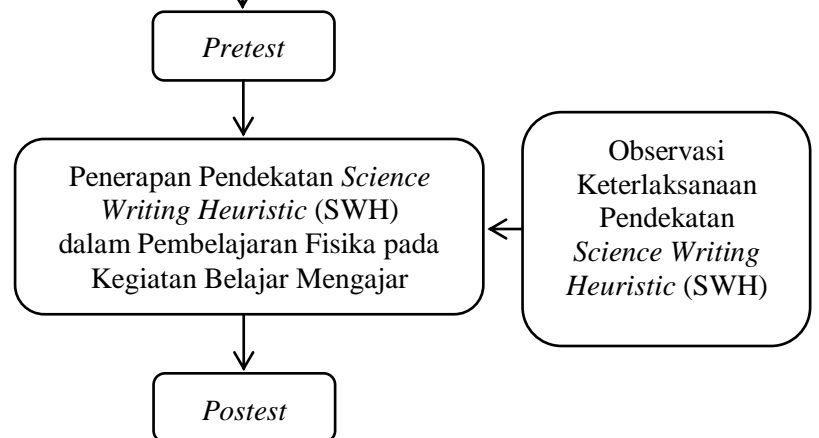 Pretest
Penerapan Pendekatan Science
Writing Heuristic (SWH)
dalam Pembelajaran Fisika pada
Kegiatan Belajar Mengajar
Observasi
Keterlaksanaan
Pendekatan
Science Writing
Heuristic (SWH)
Postest